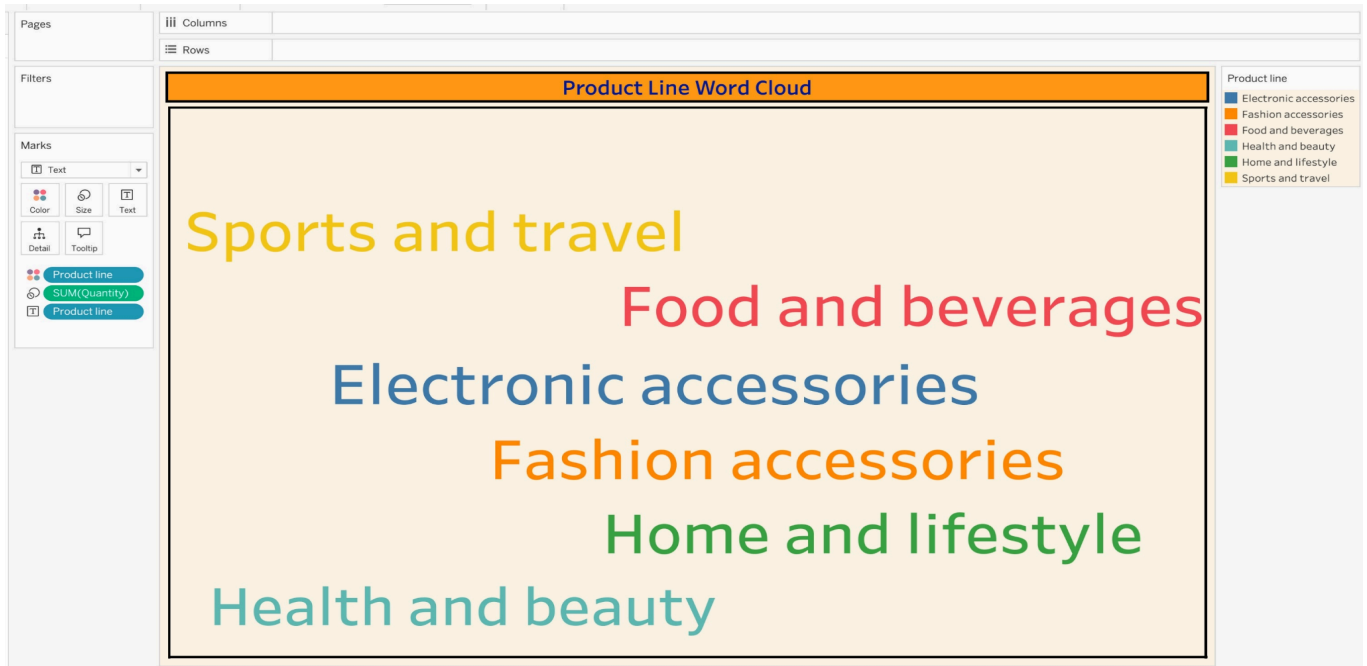 Pages
Columns
Rows
Filters
Marks
Text
Color Size Text
Detail Tooltip
Product line
SUM(Quantity)
Product line
Product Line Word Cloud
Sports and travel
Food and beverages
Electronic accessories
Fashion accessories
Home and lifestyle
Health and beauty
Product line
Electronic accessories
Fashion accessories
Food and beverages
Health and beauty
Home and lifestyle
Sports and travel